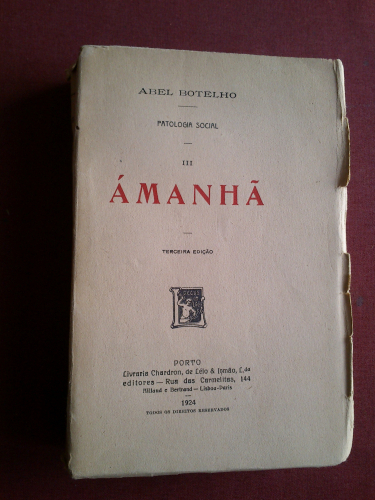 ABEL BOTELHO
PATOLOGIA SOCIAL
III
ÁMANHÃ
TERCEIRA EDIÇÃO
PORTO
Livraria Chardron, de Lélo & Irmão, L.da
editores — Rua das Carmelitas, 144
Aillaud e Bertrand — Lisboa-Paris
1924
TODOS OS DIREITOS RESERVADOS